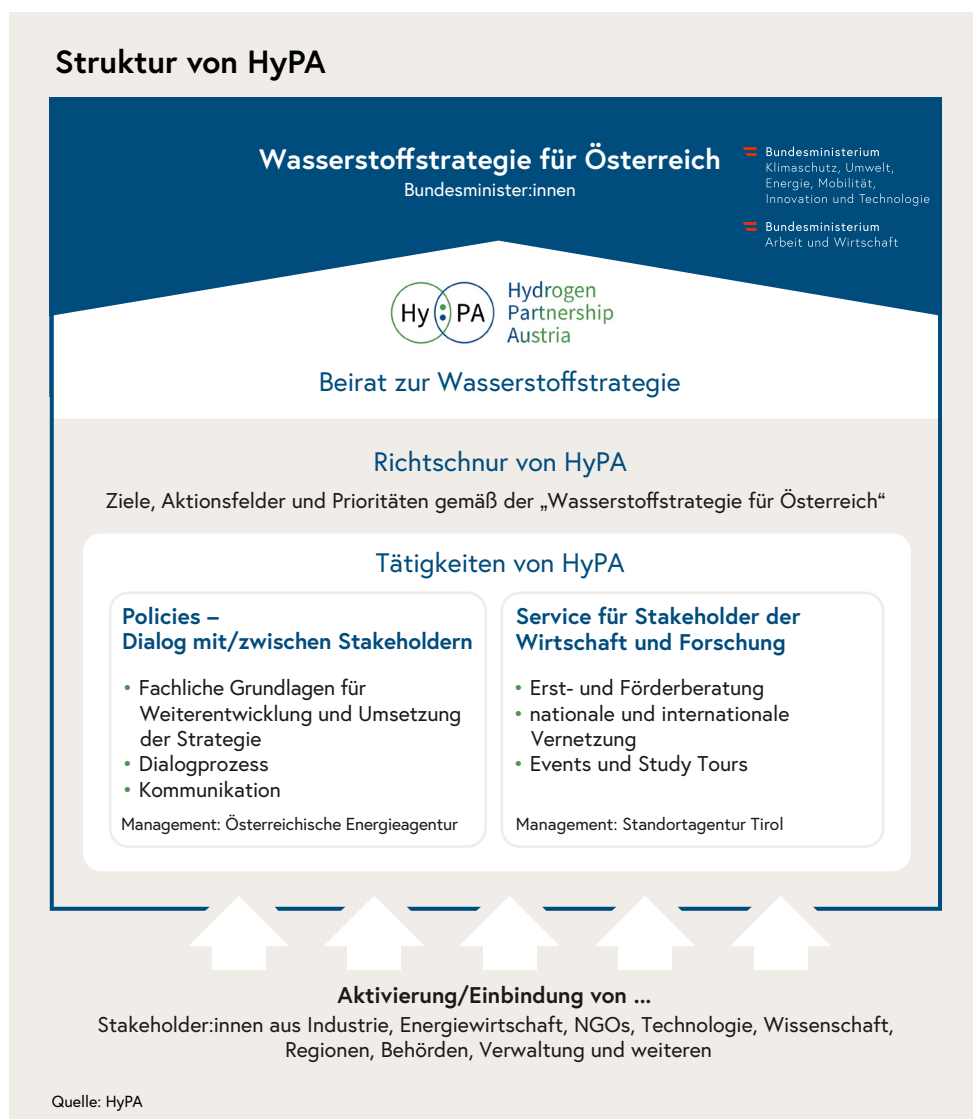 Struktur von HyPA
Wasserstoffstrategie für Österreich
Bundesminister:innen
Bundesministerium
Klimaschutz, Umwelt,
Energie, Mobilität,
Innovation und Technologie
Bundesministerium
Arbeit und Wirtschaft
Hy:PA
Hydrogen
Partnership
Austria
Beirat zur Wasserstoffstrategie
Richtschnur von HyPA
Ziele, Aktionsfelder und Prioritäten gemäß der „Wasserstoffstrategie für Österreich“
Tätigkeiten von HyPA
Policies –
Dialog mit/zwischen Stakeholdern
• Fachliche Grundlagen für
Weiterentwicklung und Umsetzung
der Strategie
• Dialogprozess
• Kommunikation
Management: Österreichische Energieagentur
Service für Stakeholder der
Wirtschaft und Forschung
• Erst- und Förderberatung
• nationale und internationale
Vernetzung
• Events und Study Tours
Management: Standortagentur Tirol
Aktivierung/Einbindung von ...
Stakeholder:innen aus Industrie, Energiewirtschaft, NGOs, Technologie, Wissenschaft,
Regionen, Behörden, Verwaltung und weiteren
Quelle: HyPA